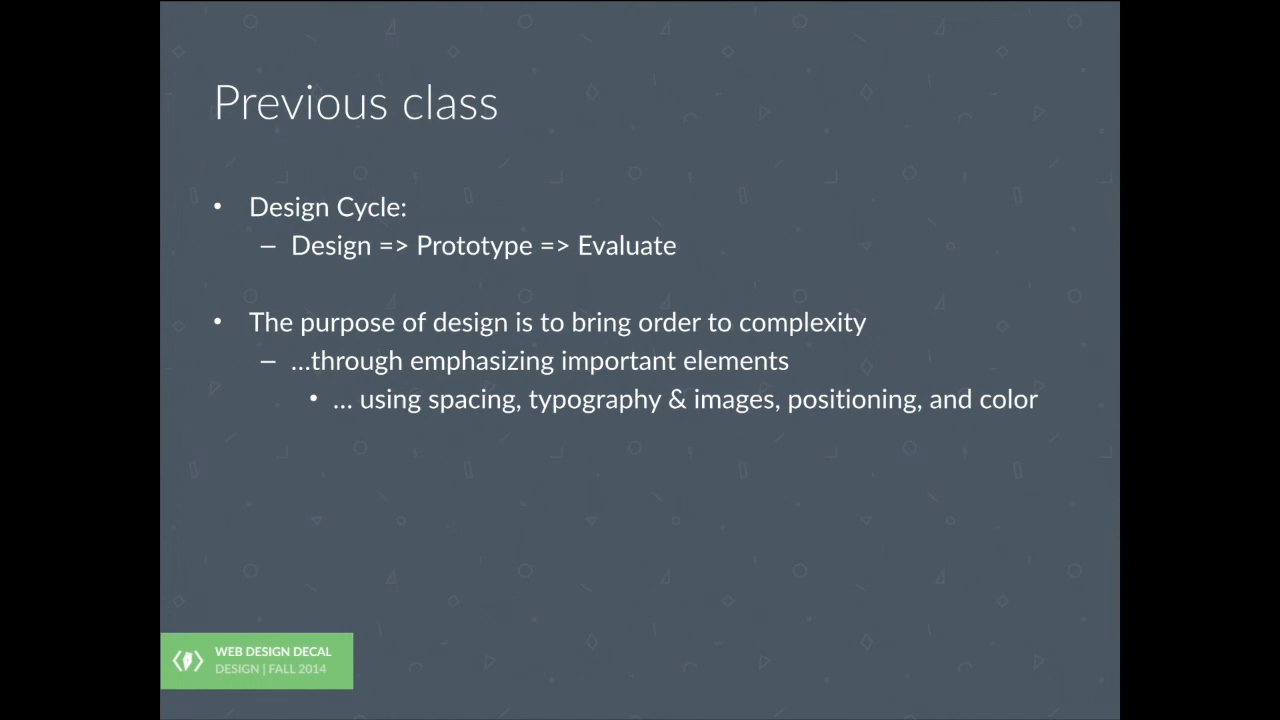 Previous class
• Design Cycle:
– Design => Prototype => Evaluate
• The purpose of design is to bring order to complexity
– ...through emphasizing important elements
• ... using spacing, typography & images, positioning, and color
WEB DESIGN DECAL
DESIGN | FALL 2014